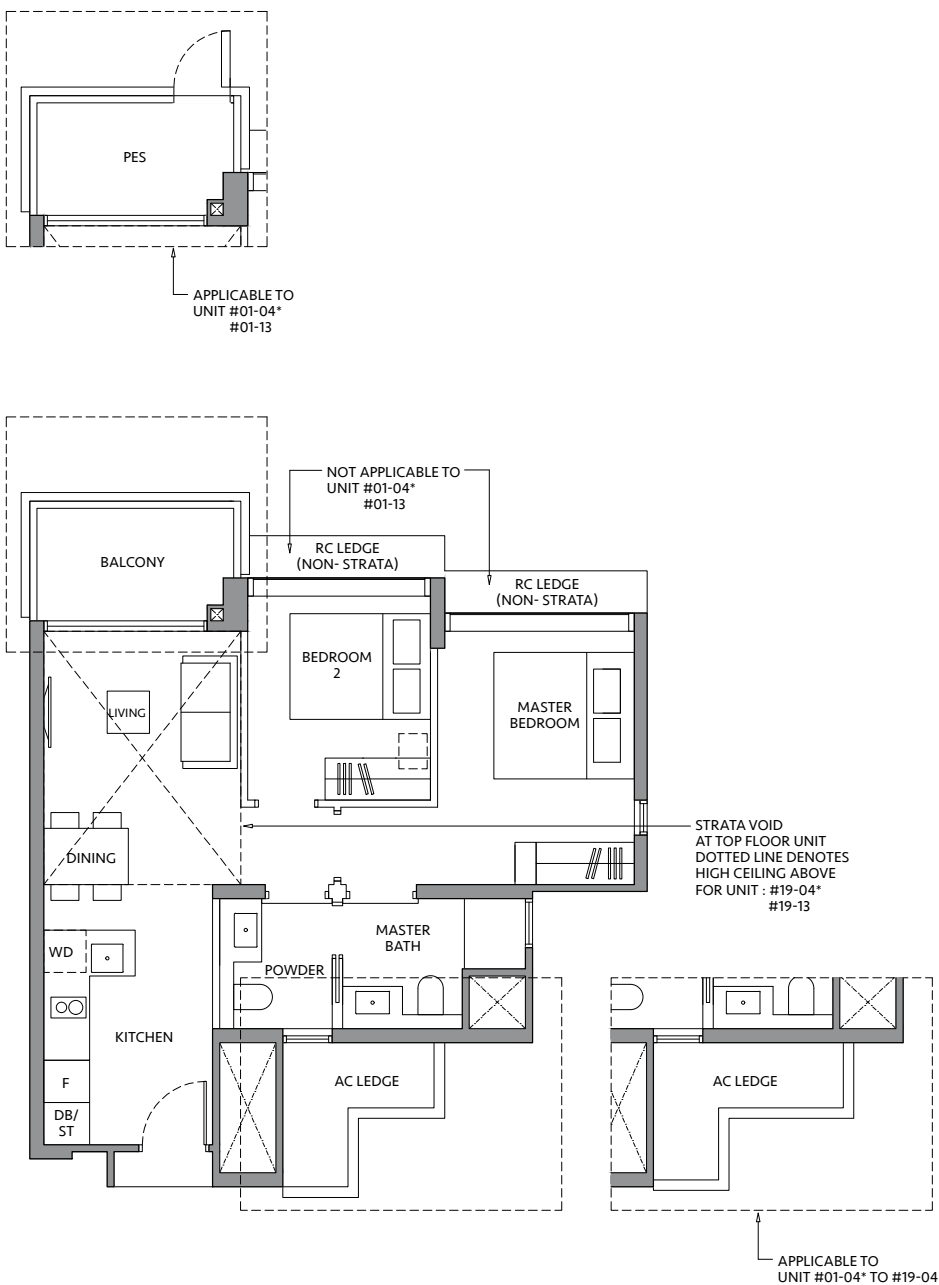 PES
APPLICABLE TO
UNIT #01-04*
#01-13
NOT APPLICABLE TO
UNIT #01-04*
#01-13
BALCONY
RC LEDGE
(NON- STRATA)
RC LEDGE
(NON- STRATA)
BEDROOM
2
LIVING
MASTER
BEDROOM
STRATA VOID
AT TOP FLOOR UNIT
DOTTED LINE DENOTES
HIGH CEILING ABOVE
FOR UNIT : #19-04*
#19-13
DINING
MASTER
BATH
WD
POWDER
KITCHEN
F
DB/
ST
AC LEDGE
AC LEDGE
APPLICABLE TO
UNIT #01-04* TO #19-04